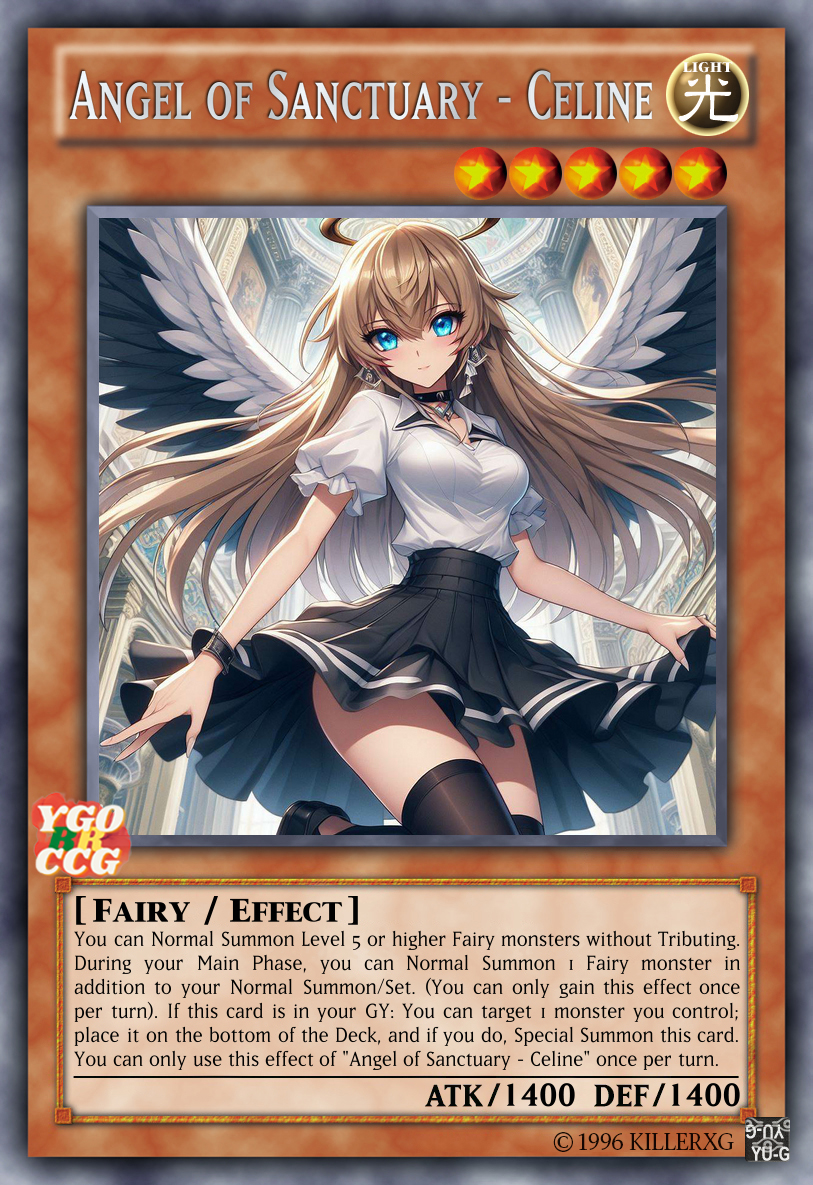 Angel of Sanctuary - Celine
LIGHT
光
YGO
BR
CCG
[ Fairy / Effect ]
You can Normal Summon Level 5 or higher Fairy monsters without Tributing.
During your Main Phase, you can Normal Summon 1 Fairy monster in
addition to your Normal Summon/Set. (You can only gain this effect once
per turn). If this card is in your GY: You can target 1 monster you control;
place it on the bottom of the Deck, and if you do, Special Summon this card.
You can only use this effect of "Angel of Sanctuary - Celine" once per turn.
ATK/1400 DEF/1400
© 1996 KILLERXG
YU-G
YU-G